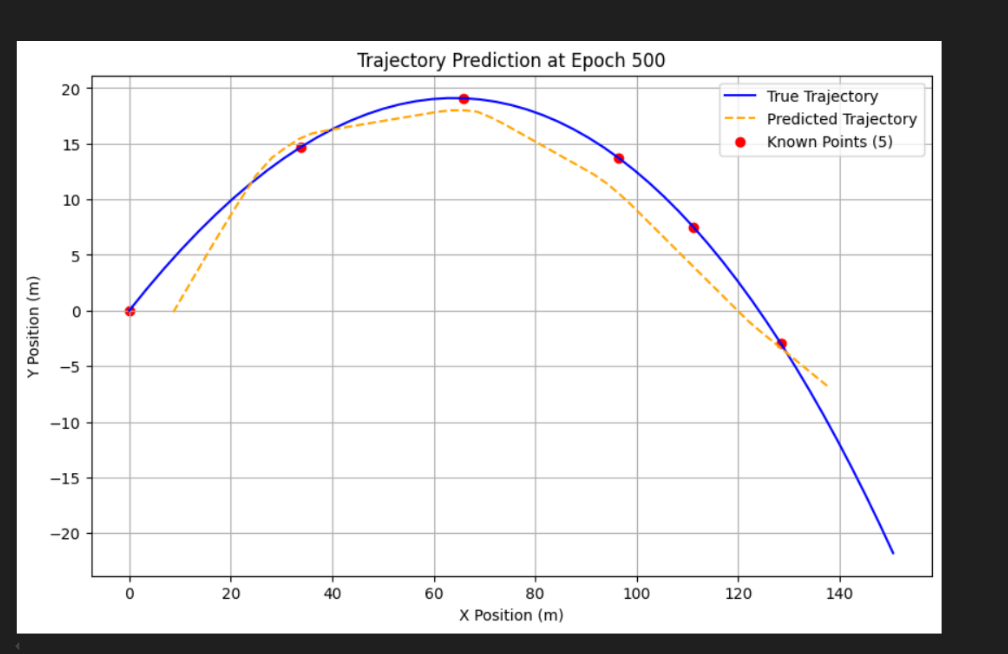 Trajectory Prediction at Epoch 500
True Trajectory
Predicted Trajectory
Known Points (5)
20
15
10
5
0
−5
−10
−15
−20
Y Position (m)
0 20 40 60 80 100 120 140
X Position (m)